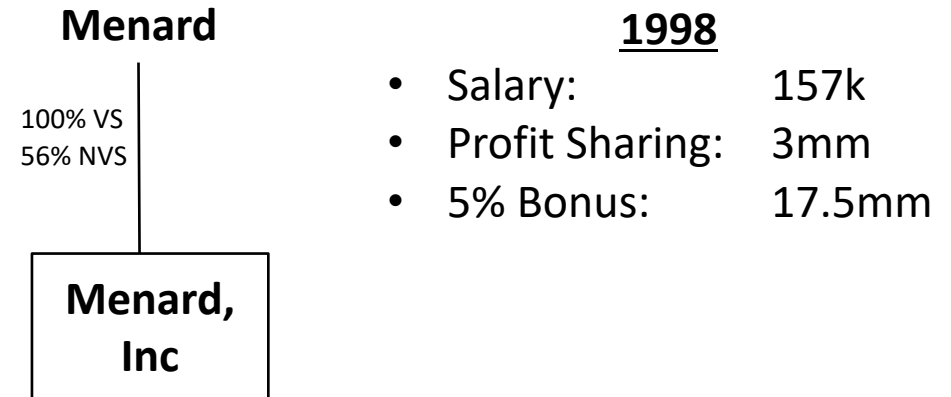 Menard
100% VS
56% NVS
Menard,
Inc
1998
• Salary: 157k
• Profit Sharing: 3mm
• 5% Bonus: 17.5mm